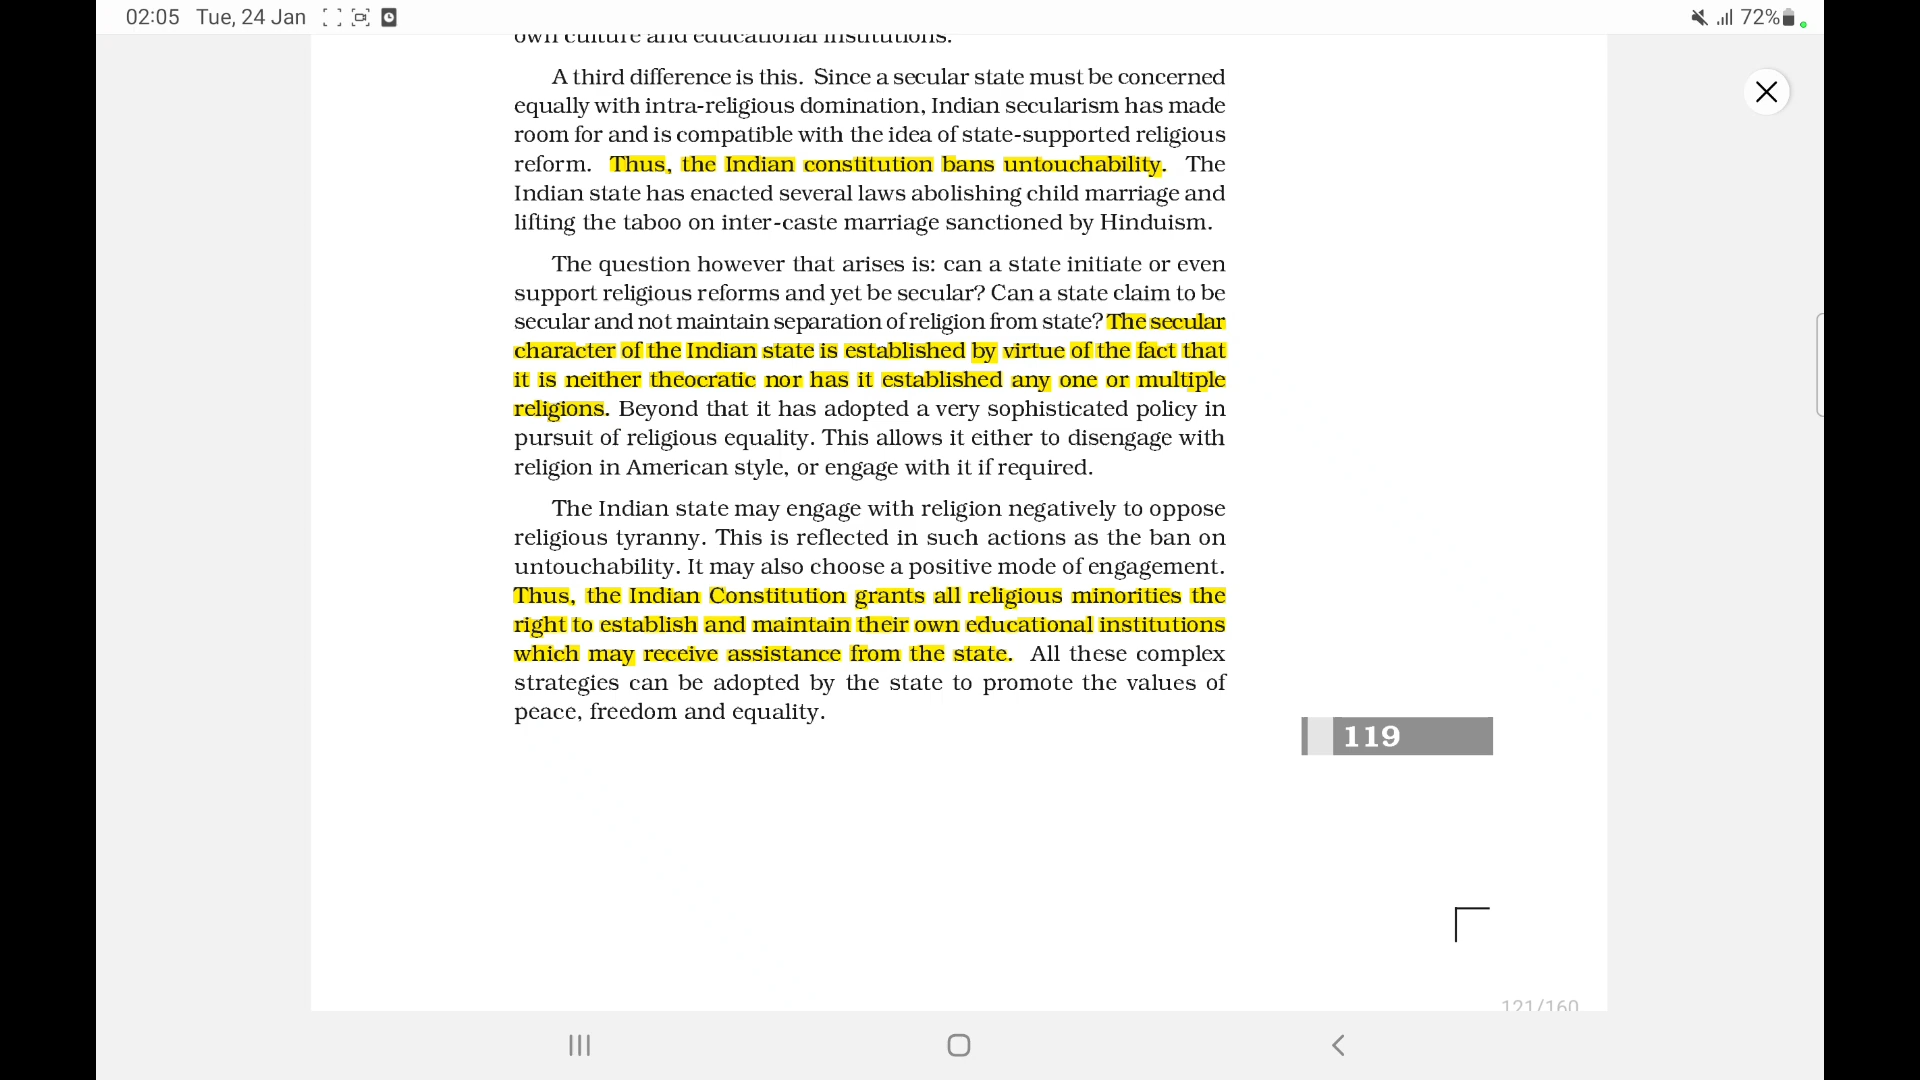 02:05 Tue, 24 Jan
72%
own culture and educational institutions.
A third difference is this. Since a secular state must be concerned
equally with intra-religious domination, Indian secularism has made
room for and is compatible with the idea of state-supported religious
reform. Thus, the Indian constitution bans untouchability. The
Indian state has enacted several laws abolishing child marriage and
lifting the taboo on inter-caste marriage sanctioned by Hinduism.
The question however that arises is: can a state initiate or even
support religious reforms and yet be secular? Can a state claim to be
secular and not maintain separation of religion from state? The secular
character of the Indian state is established by virtue of the fact that
it is neither theocratic nor has it established any one or multiple
religions. Beyond that it has adopted a very sophisticated policy in
pursuit of religious equality. This allows it either to disengage with
religion in American style, or engage with it if required.
The Indian state may engage with religion negatively to oppose
religious tyranny. This is reflected in such actions as the ban on
untouchability. It may also choose a positive mode of engagement.
Thus, the Indian Constitution grants all religious minorities the
right to establish and maintain their own educational institutions
which may receive assistance from the state. All these complex
strategies can be adopted by the state to promote the values of
peace, freedom and equality.
119
121/160